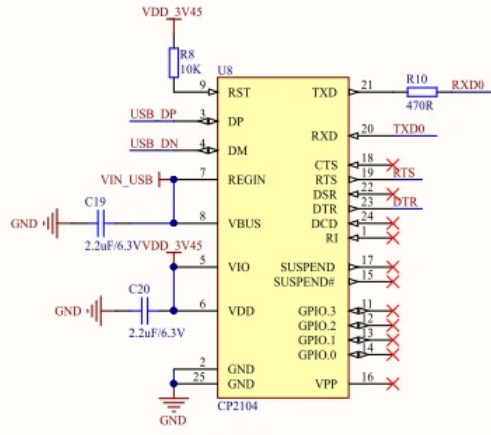 VDD_3V45
R8
10K
U8
9 RST
TXD 21
R10
470R
RXD0
USB_DP
3 DP
RXD 20 TXD0
USB_DN
4 DM
CTS 18
VIN_USB
7 REGIN
RTS 19 RTS
DSR 22
DTR 23 DTR
C19
GND
2.2uF/6.3V
8 VBUS
DCD 24
RI 1
VDD_3V45
5 VIO
SUSPEND 17
SUSPEND# 15
C20
GND
2.2uF/6.3V
6 VDD
GPIO.3 11
GPIO.2 12
GPIO.1 13
GPIO.0 14
2 GND
25 GND
VPP 16
GND
CP2104